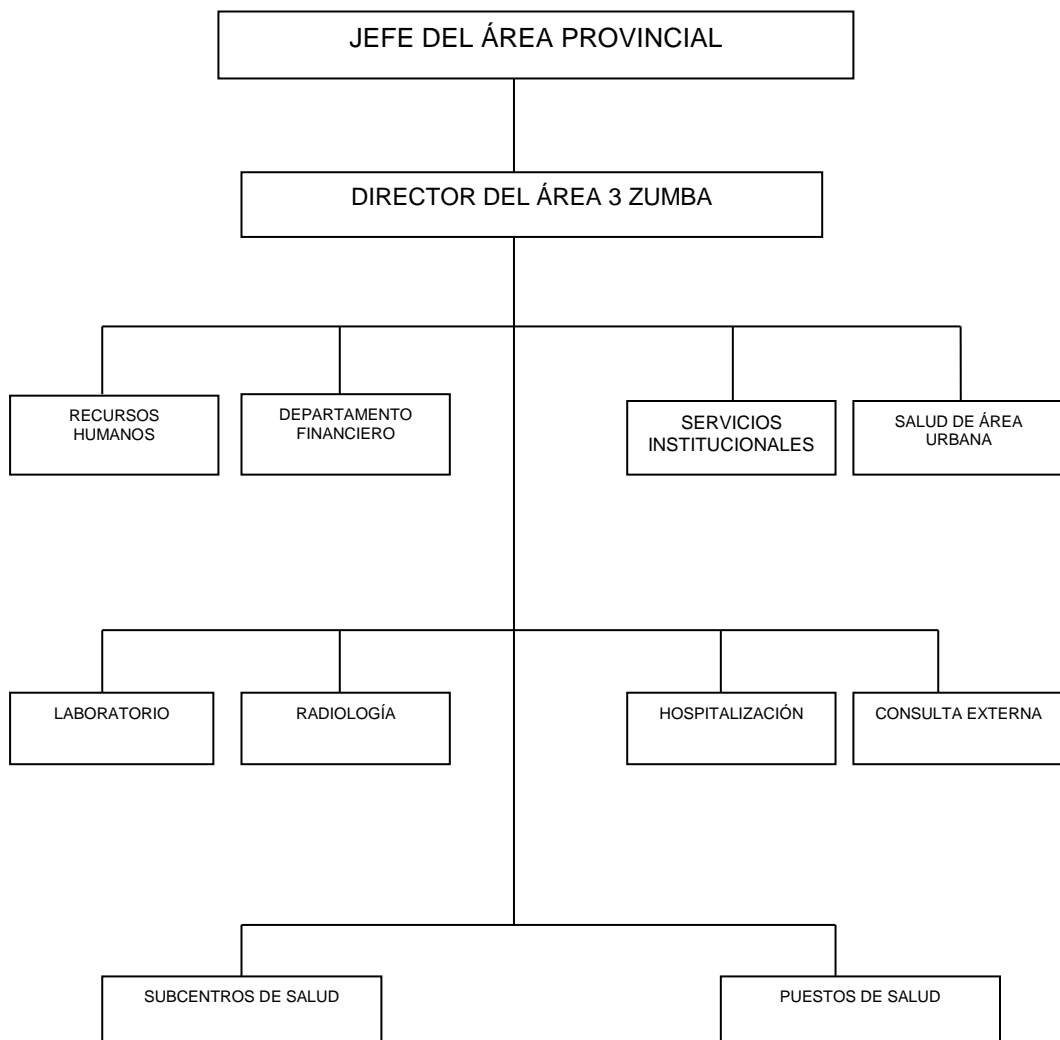 JEFE DEL ÁREA PROVINCIAL
DIRECTOR DEL ÁREA 3 ZUMBA
RECURSOS
HUMANOS
DEPARTAMENTO
FINANCIERO
SERVICIOS
INSTITUCIONALES
SALUD DE ÁREA
URBANA
LABORATORIO
RADIOLOGÍA
HOSPITALIZACIÓN
CONSULTA EXTERNA
SUBCENTROS DE SALUD
PUESTOS DE SALUD